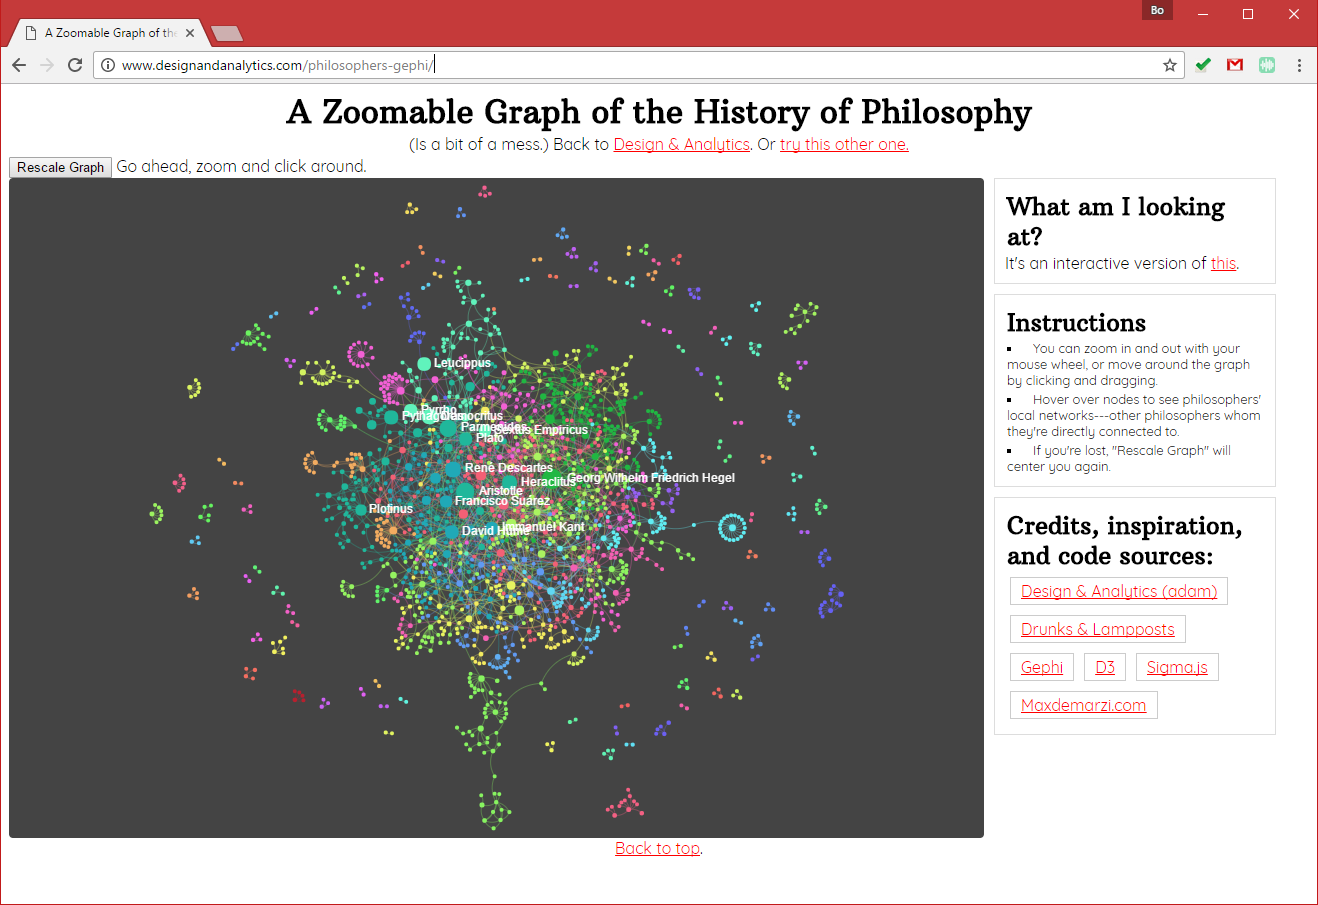 Bo
A Zoomable Graph of the
www.designandanalytics.com/philosophers-gephi/
A Zoomable Graph of the History of Philosophy
(Is a bit of a mess.) Back to Design & Analytics. Or try this other one.
Rescale Graph Go ahead, zoom and click around.
Leucippus
Pyrrho
Pythagoras Democritus
Parmenides
Sextus Empiricus
Plato
René Descartes
Georg Wilhelm Friedrich Hegel
Heraclitus
Aristotle
Francisco Suárez
Plotinus
Immanuel Kant
David Hume
What am I looking
at?
It's an interactive version of this.
Instructions
You can zoom in and out with your
mouse wheel, or move around the graph
by clicking and dragging.
Hover over nodes to see philosophers'
local networks---other philosophers whom
they're directly connected to.
If you're lost, "Rescale Graph" will
center you again.
Credits, inspiration,
and code sources:
Design & Analytics (adam)
Drunks & Lampposts
Gephi D3 Sigma.js
Maxdemarzi.com
Back to top.